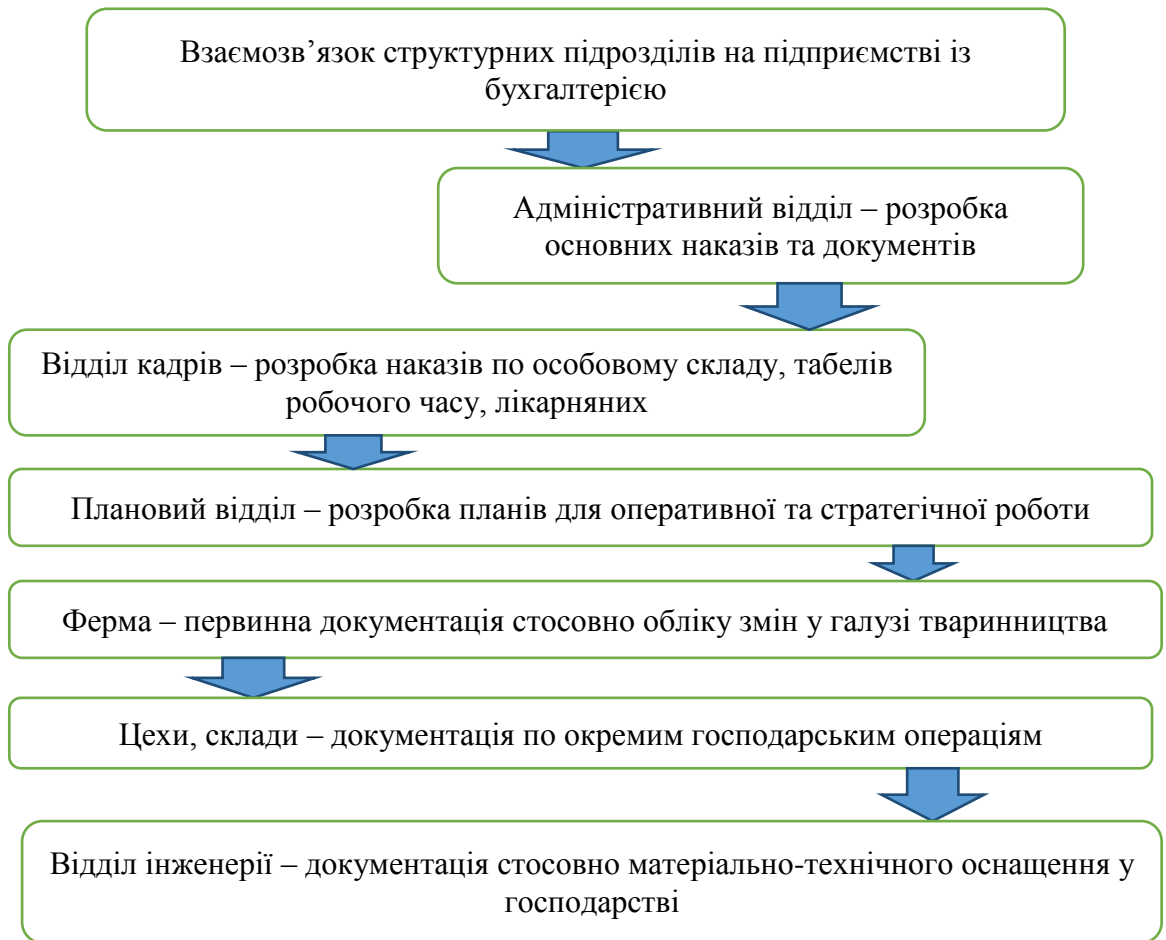 Взаємозв’язок структурних підрозділів на підприємстві із
бухгалтерією
Адміністративний відділ – розробка
основних наказів та документів
Відділ кадрів – розробка наказів по особовому складу, табелів
робочого часу, лікарняних
Плановий відділ – розробка планів для оперативної та стратегічної роботи
Ферма – первинна документація стосовно обліку змін у галузі тваринництва
Цехи, склади – документація по окремим господарським операціям
Відділ інженерії – документація стосовно матеріально-технічного оснащення у
господарстві